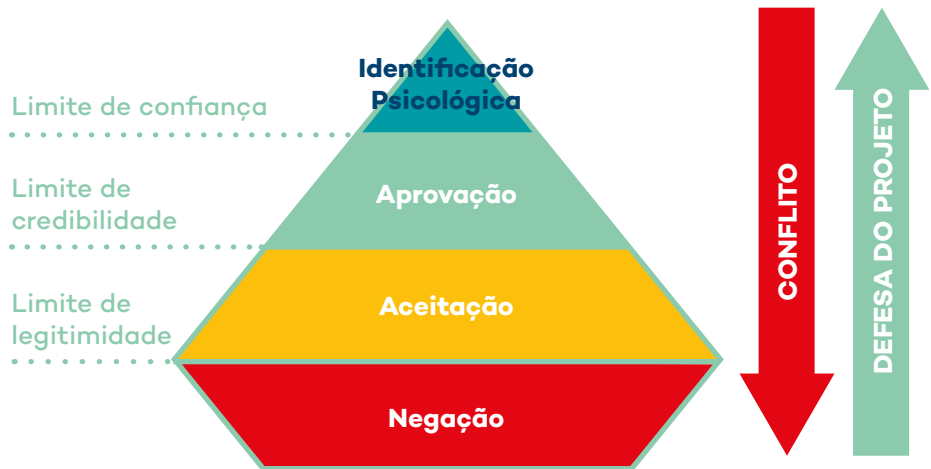 Identificação
Psicológica
Limite de confiança
Aprovação
Limite de
credibilidade
Aceitação
Limite de
legitimidade
Negação
CONFLITO
DEFESA DO PROJETO